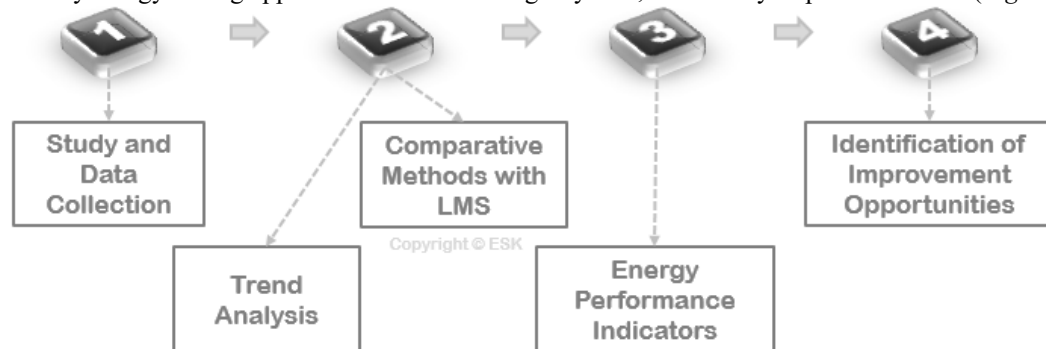 1
2
3
4
Study and
Data
Collection
Comparative
Methods with
LMS
Identification of
Improvement
Opportunities
Copyright © ESK
Trend
Analysis
Energy
Performance
Indicators